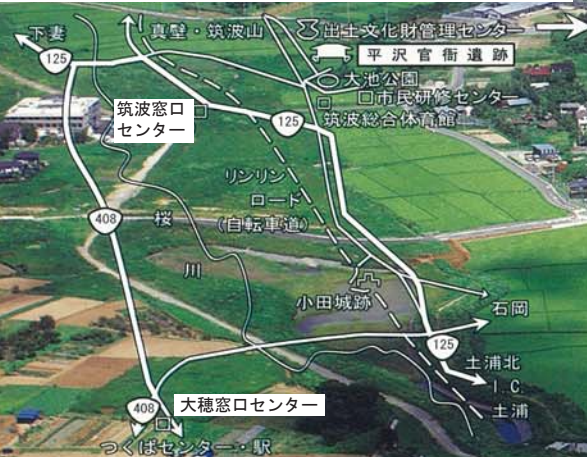 下妻
真壁・筑波山
出土文化財管理センター
平沢官衙遺跡
125
大池公園
市民研修センター
筑波窓口
センター
125
筑波総合体育館
リンリン
ロード
(自転車道)
408
桜
川
小田城跡
石岡
125
土浦北
I.C.
土浦
408
大穂窓口センター
つくばセンター・駅